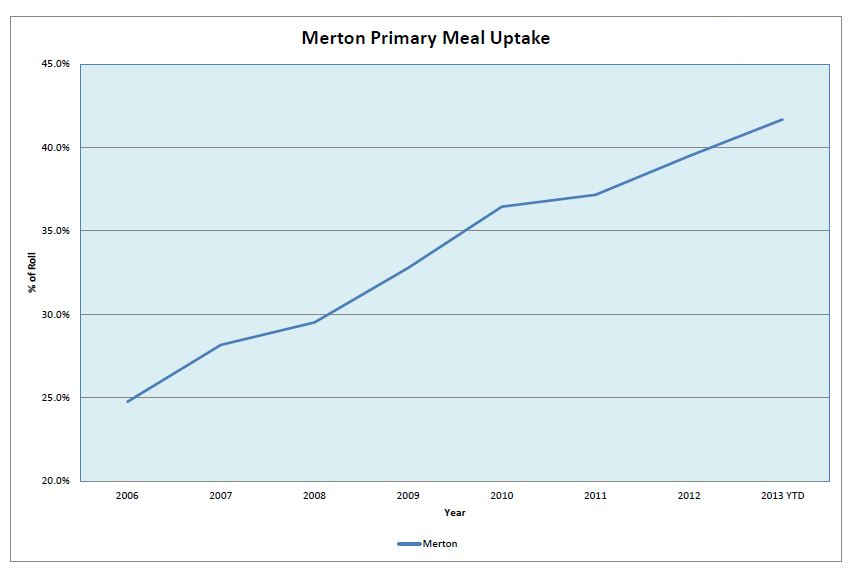 Merton Primary Meal Uptake
45.0%
40.0%
35.0%
30.0%
25.0%
20.0%
% of Roll
2006 2007 2008 2009 2010 2011 2012 2013 YTD
Year
Merton